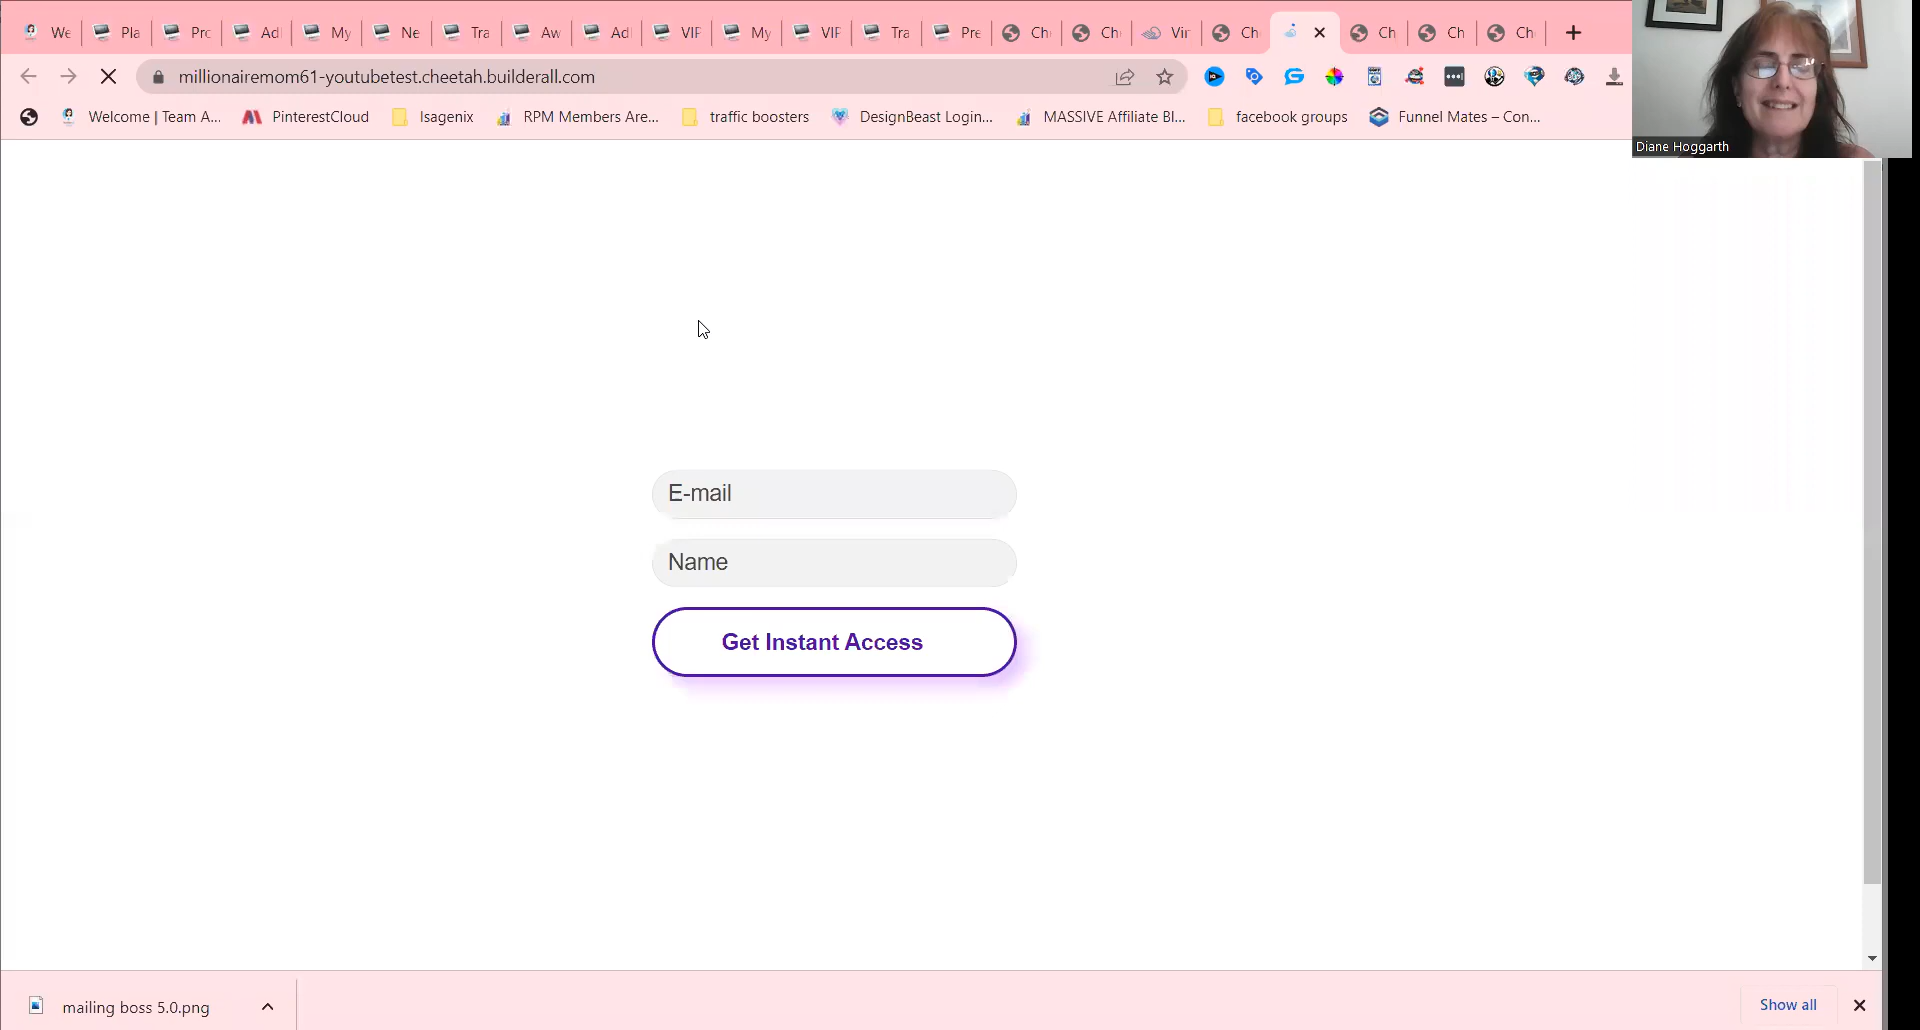 We Pla Pro Ad My Ne Tra Aw Ad VIP My VIP Tra Pre Ch Ch Vir Ch Ch Ch Ch
millionairemom61-youtubetest.cheetah.builderall.com
Welcome | Team A... PinterestCloud Isagenix RPM Members Are... traffic boosters DesignBeast Login... MASSIVE Affiliate Bl... facebook groups Funnel Mates – Con...
Diane Hoggarth
E-mail
Name
Get Instant Access
mailing boss 5.0.png
Show all